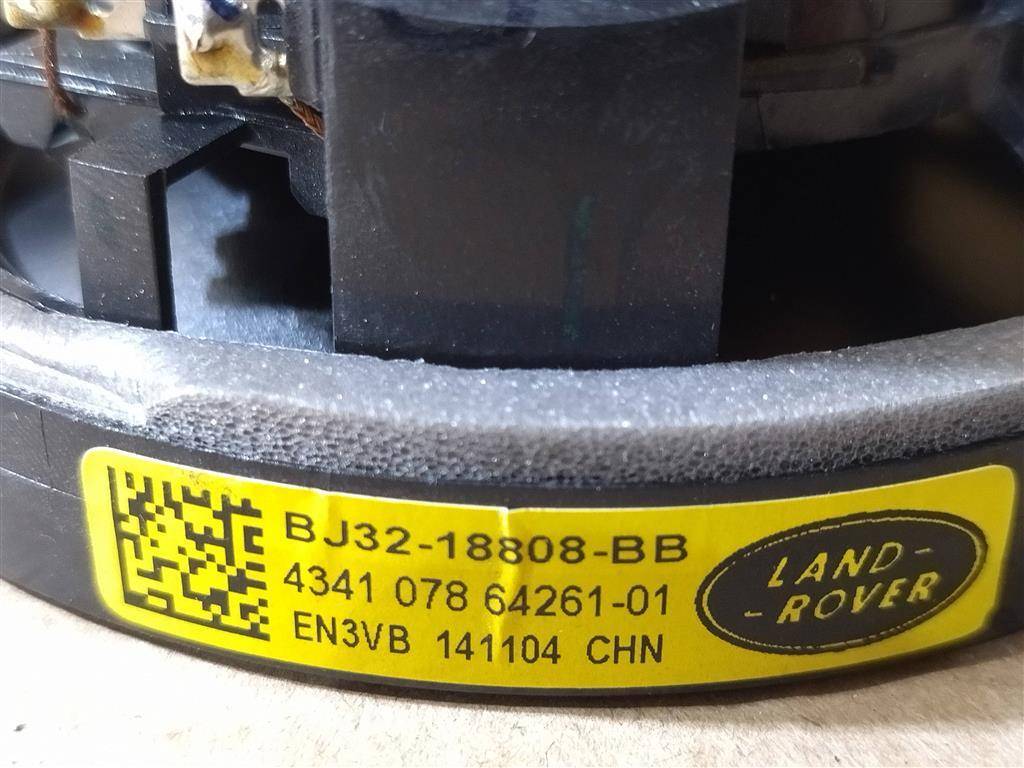 BJ32-18808-BB
4341 078 64261-01
EN3VB 141104 CHN
LAND-
-ROVER